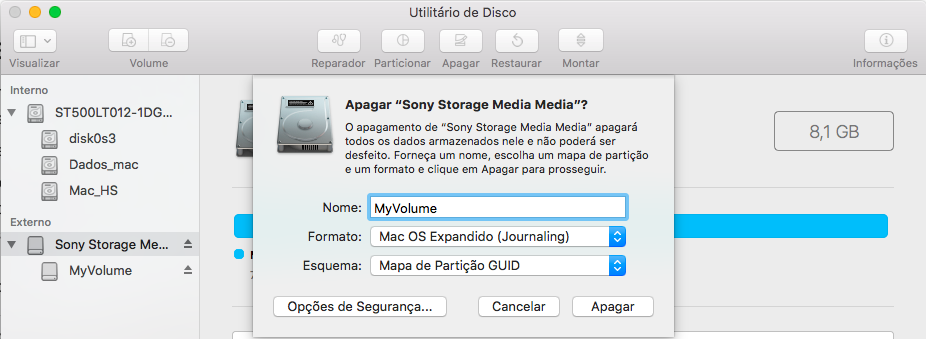 Utilitário de Disco
Visualizar
Volume
Reparador
Particionar
Apagar
Restaurar
Montar
Informações
Interno
ST500LT012-1DG...
disk0s3
Dados_mac
Mac_HS
Externo
Sony Storage Me...
MyVolume
8,1 GB
Apagar “Sony Storage Media Media”?
O apagamento de “Sony Storage Media Media” apagará
todos os dados armazenados nele e não poderá ser
desfeito. Forneça um nome, escolha um mapa de partição
e um formato e clique em Apagar para prosseguir.
Nome: MyVolume
Formato: Mac OS Expandido (Journaling)
Esquema: Mapa de Partição GUID
Opções de Segurança...
Cancelar
Apagar